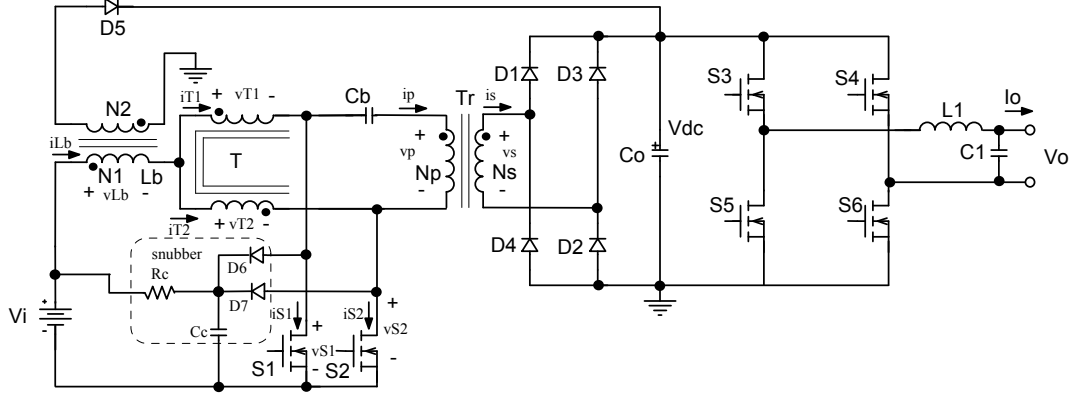 D5
N2
iT1
+ vT1 -
Cb
ip
Tr
is
D1
D3
S3
S4
L1
Io
iLb
N1
Lb
+ vLb -
T
+
vp
-
Np
+
vs
-
Ns
Co
+
Vdc
C1
Vo
iT2
+ vT2 -
S5
S6
D4
D2
snubber
Rc
D6
D7
Cc
iS1
iS2
+
vS2
-
+
vS1
-
S1
S2
Vi
+
-